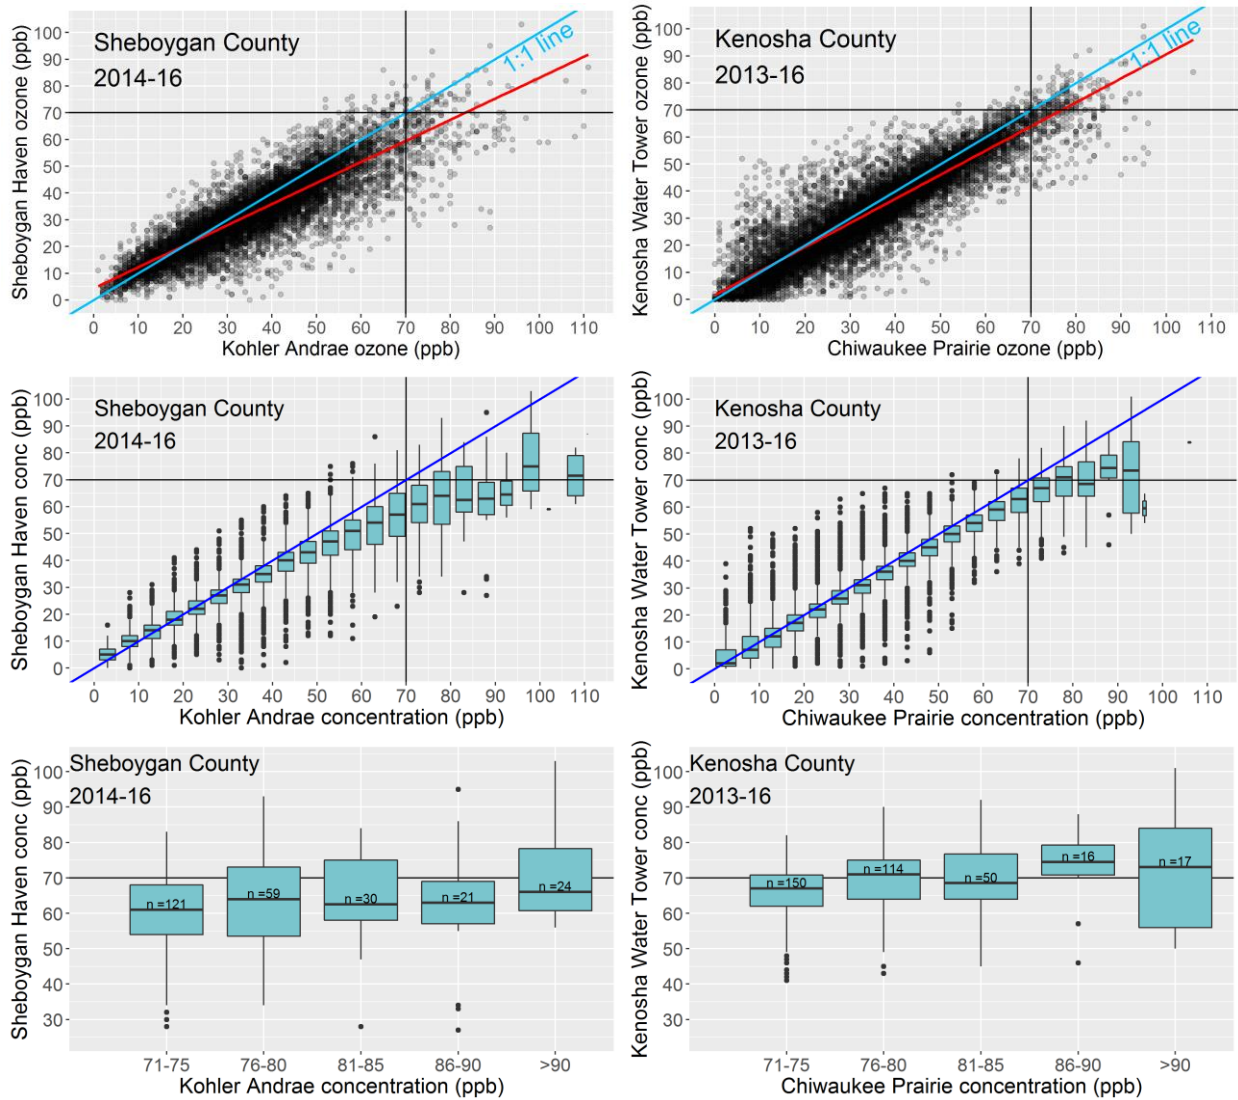 Sheboygan County
2014-16
1:1 line
Sheboygan Haven ozone (ppb)
100
90
80
70
60
50
40
30
20
10
0
0 10 20 30 40 50 60 70 80 90 100 110
Kohler Andrae ozone (ppb)
Kenosha County
2013-16
1:1 line
Kenosha Water Tower ozone (ppb)
100
90
80
70
60
50
40
30
20
10
0
0 10 20 30 40 50 60 70 80 90 100 110
Chiwaukee Prairie ozone (ppb)
Sheboygan County
2014-16
Sheboygan Haven conc (ppb)
100
90
80
70
60
50
40
30
20
10
0
0 10 20 30 40 50 60 70 80 90 100 110
Kohler Andrae concentration (ppb)
Kenosha County
2013-16
Kenosha Water Tower conc (ppb)
100
90
80
70
60
50
40
30
20
10
0
0 10 20 30 40 50 60 70 80 90 100 110
Chiwaukee Prairie concentration (ppb)
Sheboygan County
2014-16
Sheboygan Haven conc (ppb)
100
90
80
70
60
50
40
30
n =121
n =59
n =30
n =21
n =24
71-75 76-80 81-85 86-90 >90
Kohler Andrae concentration (ppb)
Kenosha County
2013-16
Kenosha Water Tower conc (ppb)
100
90
80
70
60
50
40
30
n =150
n =114
n =50
n =16
n =17
71-75 76-80 81-85 86-90 >90
Chiwaukee Prairie concentration (ppb)